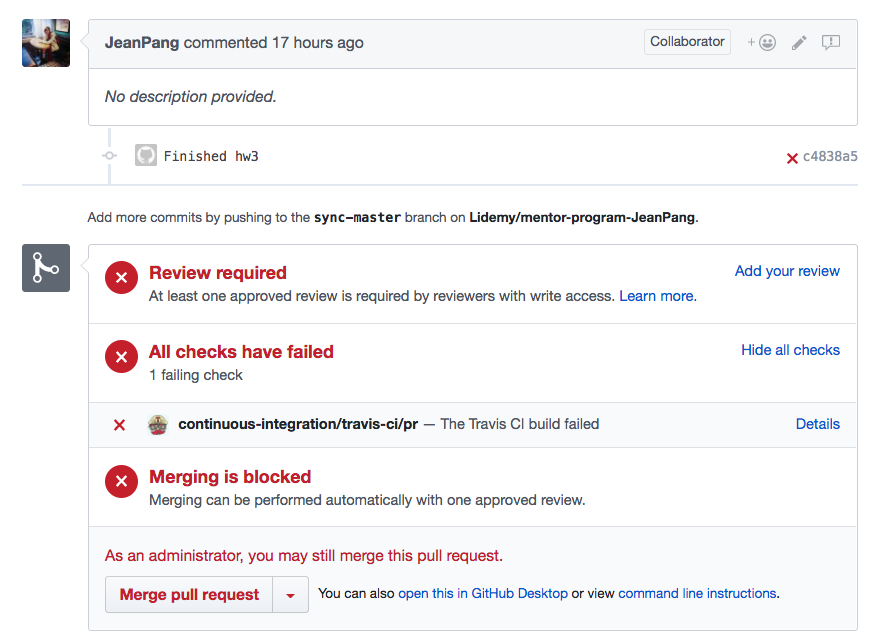 JeanPang commented 17 hours ago Collaborator +
No description provided.
Finished hw3 c4838a5
Add more commits by pushing to the sync-master branch on Lidemy/mentor-program-JeanPang.
Review required Add your review
At least one approved review is required by reviewers with write access. Learn more.
All checks have failed Hide all checks
1 failing check
continuous-integration/travis-ci/pr — The Travis CI build failed Details
Merging is blocked
Merging can be performed automatically with one approved review.
As an administrator, you may still merge this pull request.
Merge pull request You can also open this in GitHub Desktop or view command line instructions.